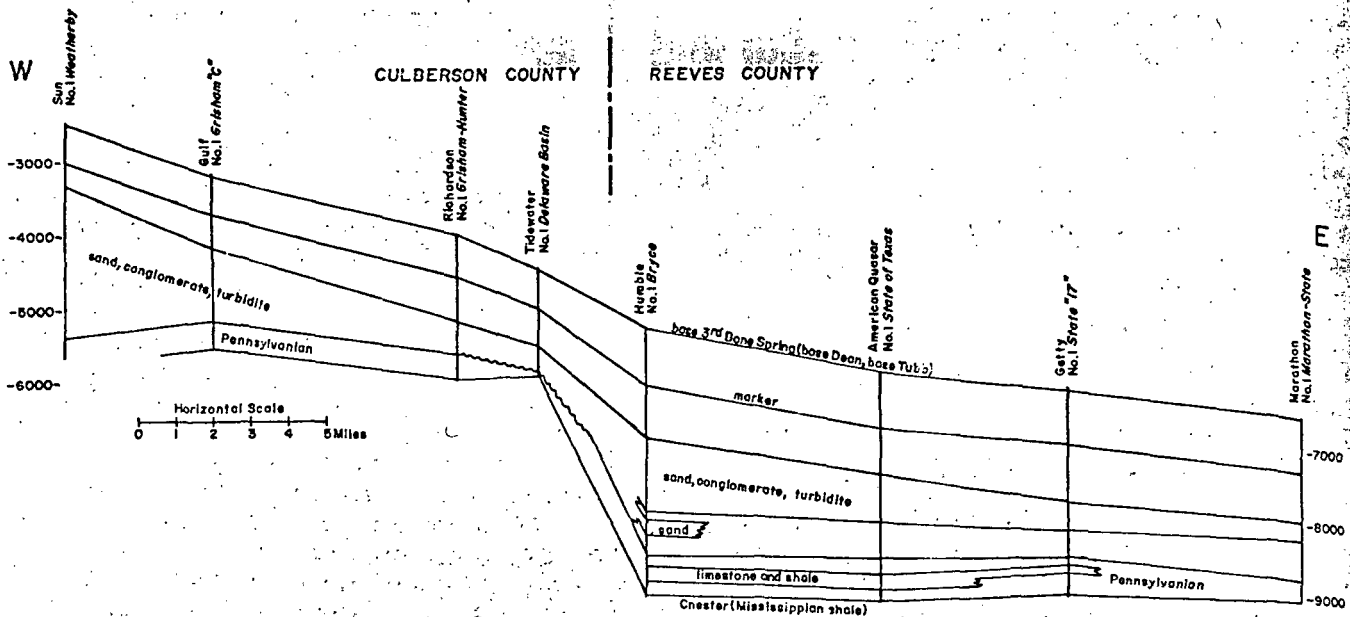 W
CULBERSON COUNTY
REEVES COUNTY
E
Sun
No.1 Weatherby
Gulf
No.1 Grisham "C"
Richardson
No.1 Grisham-Hunter
Tidewater
No.1 Delaware Basin
Humble
No.1 Bryce
American Quasar
No.1 State of Texas
Getty
No.1 State "17"
Marathon
No.1 Marathon-State
-3000
-4000
-5000
-6000
-7000
-8000
-9000
base 3rd Bone Spring (base Dean, base Tubb)
marker
sand, conglomerate, turbidite
Pennsylvanian
sand, conglomerate, turbidite
sand
limestone and shale
Pennsylvanian
Chester (Mississippian shale)
Horizontal Scale
0 1 2 3 4 5 Miles